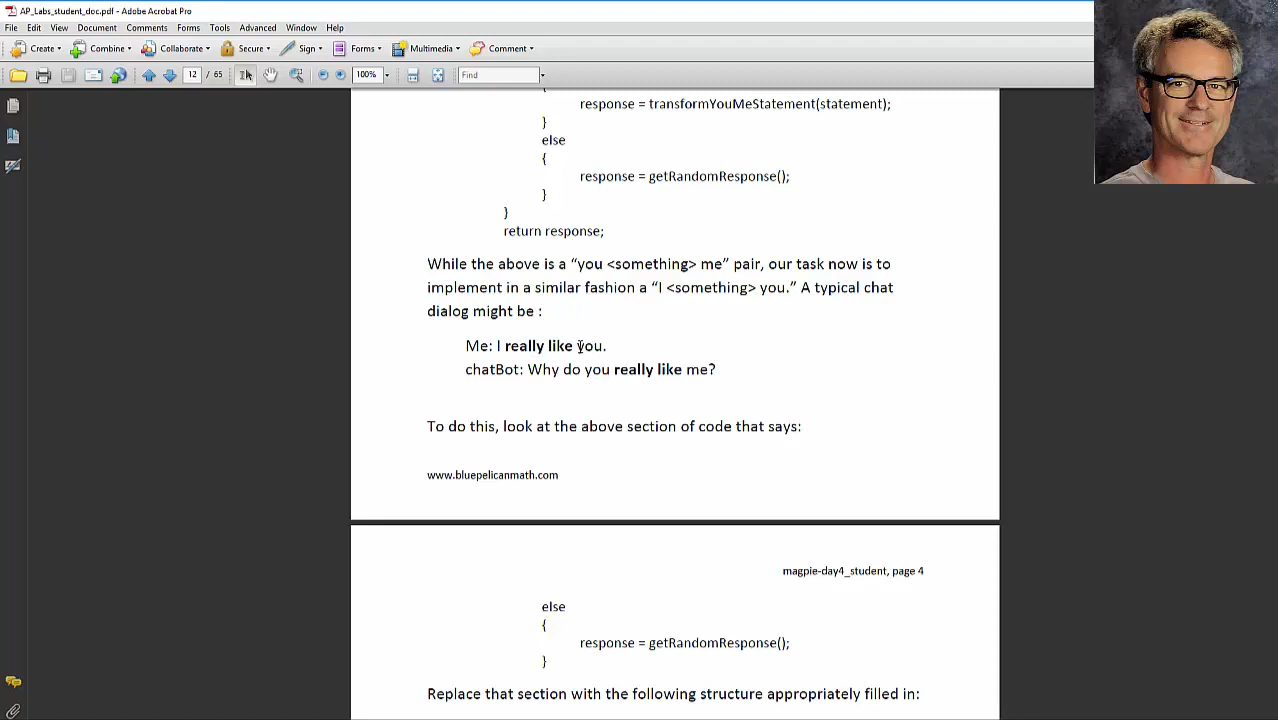 AP_Labs_student_doc.pdf - Adobe Acrobat Pro
File Edit View Document Comments Forms Tools Advanced Window Help
Create Combine Collaborate Secure Sign Forms Multimedia Comment
12 / 65 100% Find
{
response = transformYouMeStatement(statement);
}
else
{
response = getRandomResponse();
}
}
return response;
While the above is a “you <something> me” pair, our task now is to
implement in a similar fashion a “I <something> you.” A typical chat
dialog might be :
Me: I really like you.
chatBot: Why do you really like me?
To do this, look at the above section of code that says:
www.bluepelicanmath.com
magpie-day4_student, page 4
else
{
response = getRandomResponse();
}
Replace that section with the following structure appropriately filled in: